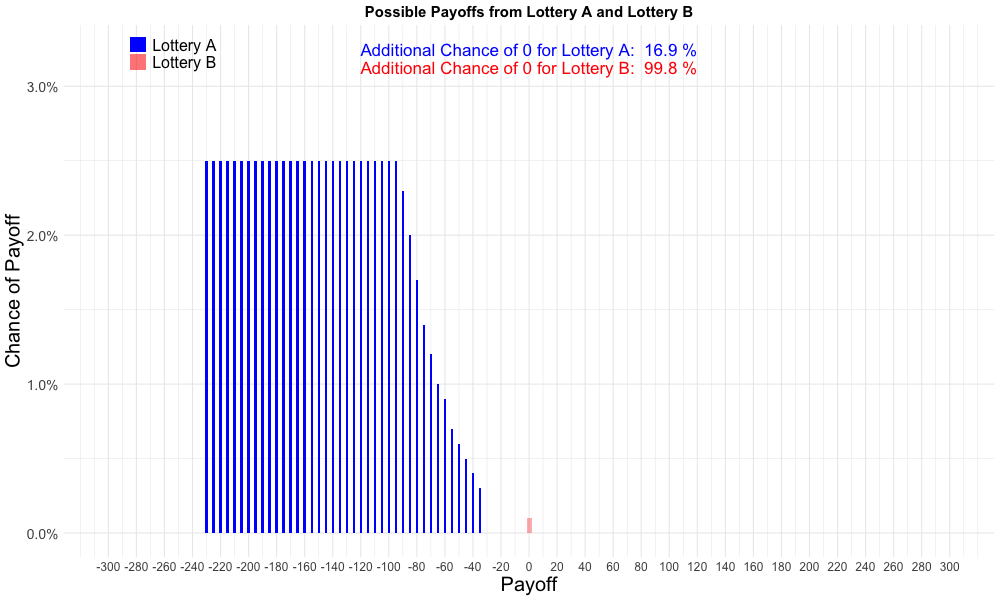 Possible Payoffs from Lottery A and Lottery B
Lottery A
Lottery B
Additional Chance of 0 for Lottery A: 16.9 %
Additional Chance of 0 for Lottery B: 99.8 %
Chance of Payoff
3.0%
2.0%
1.0%
0.0%
-300 -280 -260 -240 -220 -200 -180 -160 -140 -120 -100 -80 -60 -40 -20 0 20 40 60 80 100 120 140 160 180 200 220 240 260 280 300
Payoff